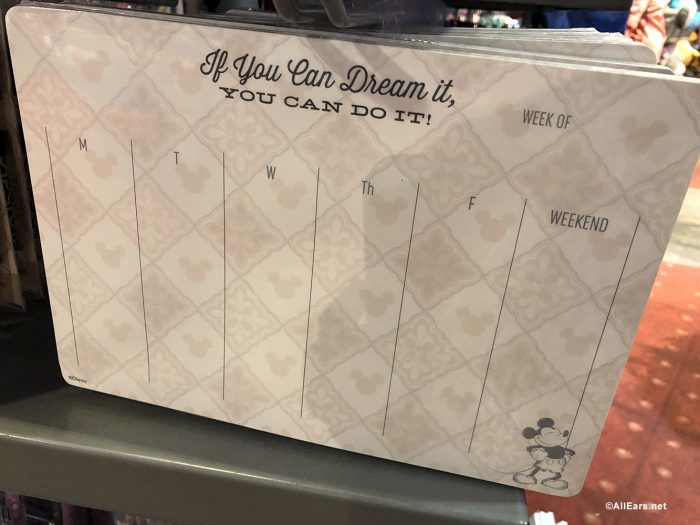 If You Can Dream it,
YOU CAN DO IT!
WEEK OF
M T W Th F WEEKEND
©Disney
©AllEars.net